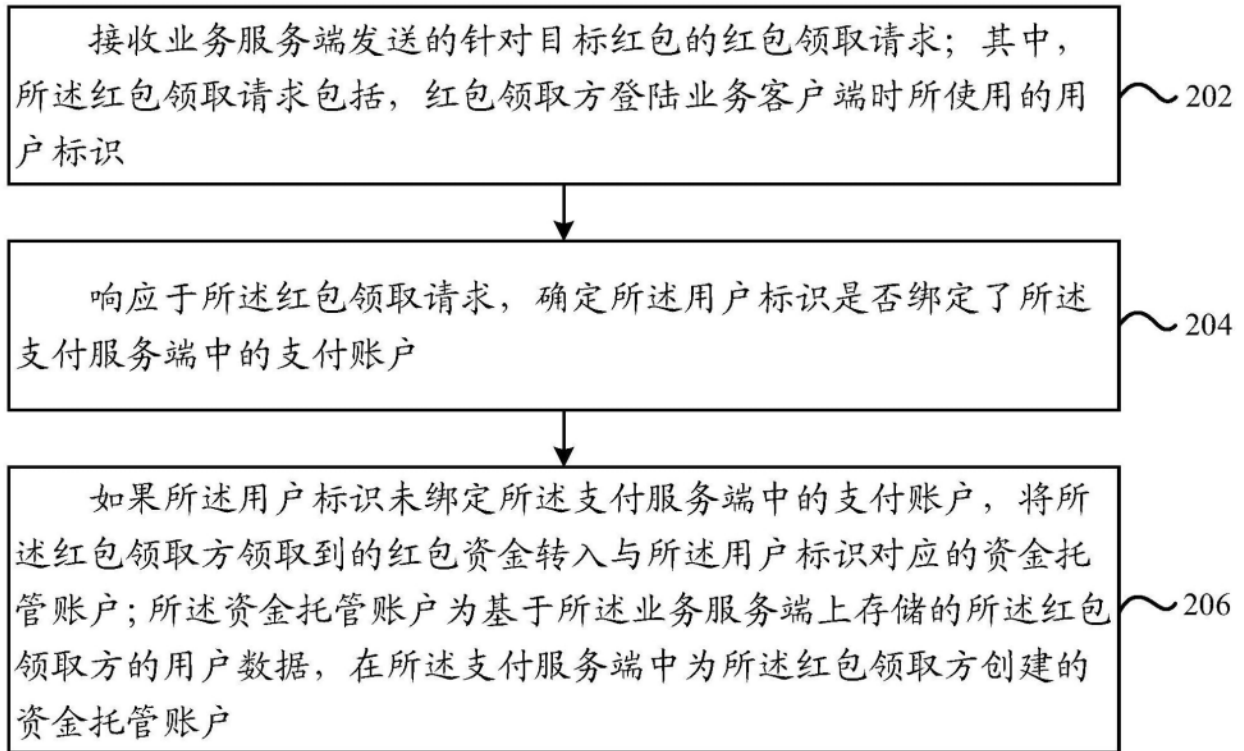 接收业务服务端发送的针对目标红包的红包领取请求；其中，
所述红包领取请求包括，红包领取方登陆业务客户端时所使用的用
户标识
202
响应于所述红包领取请求，确定所述用户标识是否绑定了所述
支付服务端中的支付账户
204
如果所述用户标识未绑定所述支付服务端中的支付账户，将所
述红包领取方领取到的红包资金转入与所述用户标识对应的资金托
管账户；所述资金托管账户为基于所述业务服务端上存储的所述红包
领取方的用户数据，在所述支付服务端中为所述红包领取方创建的
资金托管账户
206